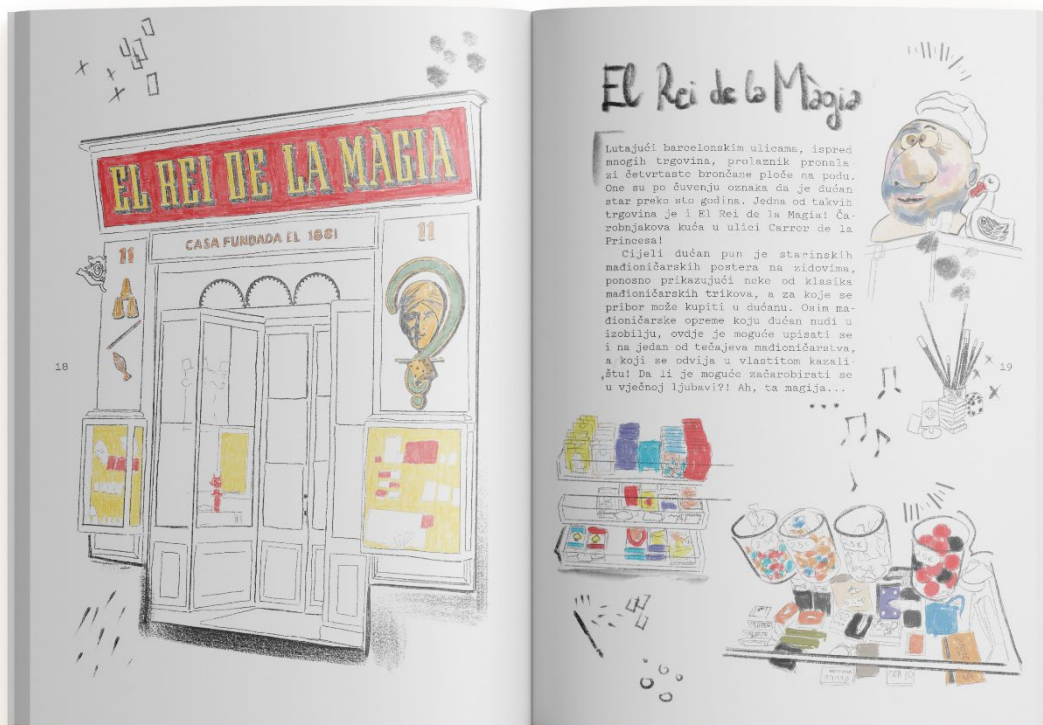 EL REI DE LA MÀGIA
CASA FUNDADA EL 1881
11
11
18
El Rei de la Màgia
Lutajući barcelonskim ulicama, ispred
mnogih trgovina, prolaznik pronala-
zi četvrtaste brončane ploče na podu.
One su po čuvenju oznaka da je dućan
star preko sto godina. Jedna od takvih
trgovina je i El Rei de la Magia! Ča-
robnjakova kuća u ulici Carrer de la
Princesa!
Cijeli dućan pun je starinskih
mađioničarskih postera na zidovima,
ponosno prikazujući neke od klasika
mađioničarskih trikova, a za koje se
pribor može kupiti u dućanu. Osim ma-
đioničarske opreme koju dućan nudi u
izobilju, ovdje je moguće upisati se
i na jedan od tečajeva mađioničarstva,
a koji se odvija u vlastitom kazali-
štu! Da li je moguće začarobirati se
u vječnoj ljubavi?! Ah, ta magija...
19